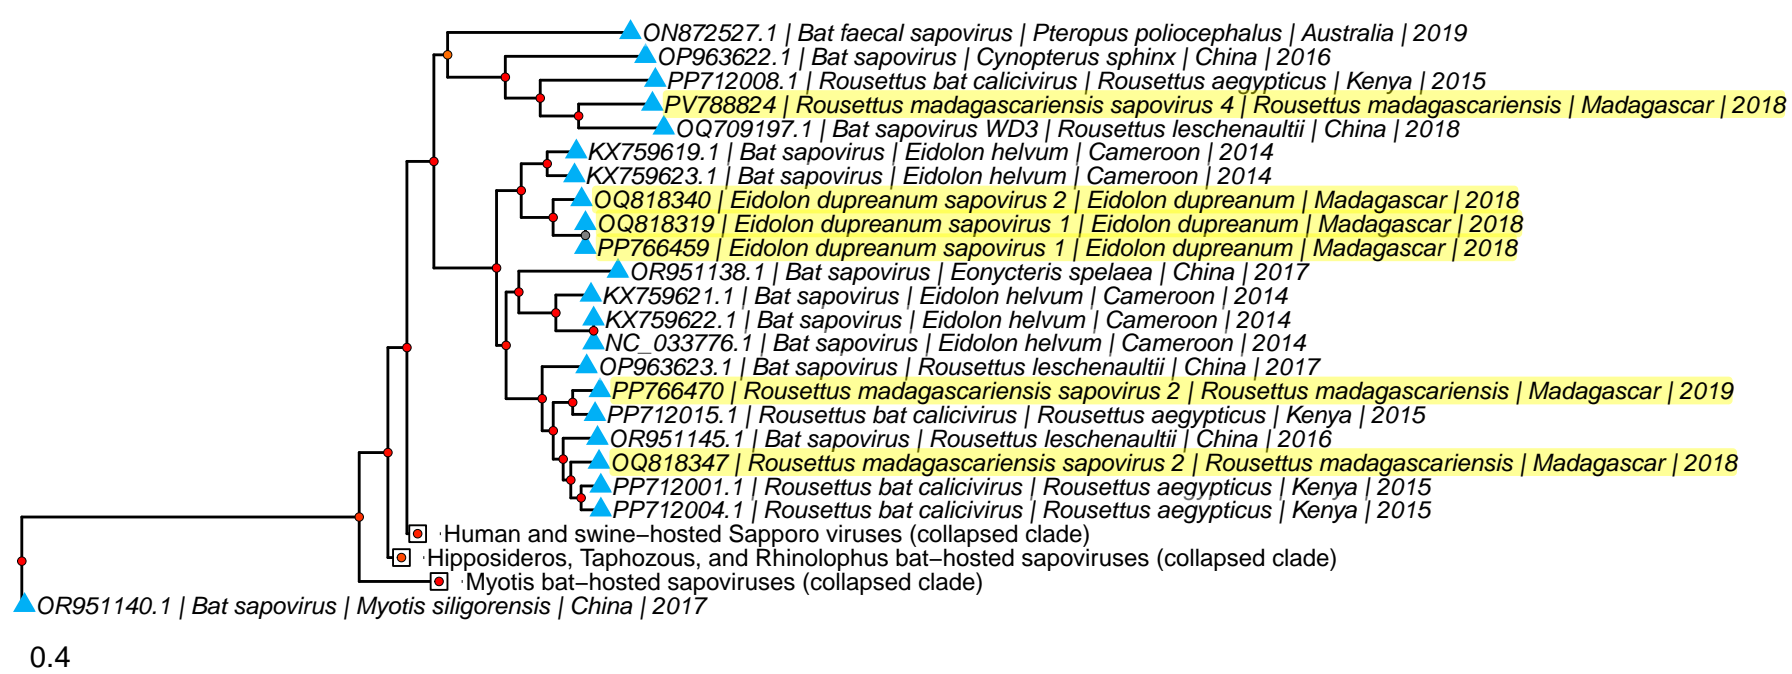 ON872527.1 | Bat faecal sapovirus | Pteropus poliocephalus | Australia | 2019
OP963622.1 | Bat sapovirus | Cynopterus sphinx | China | 2016
PP712008.1 | Rousettus bat calicivirus | Rousettus aegypticus | Kenya | 2015
PV788824 | Rousettus madagascariensis sapovirus 4 | Rousettus madagascariensis | Madagascar | 2018
OQ709197.1 | Bat sapovirus WD3 | Rousettus leschenaultii | China | 2018
KX759619.1 | Bat sapovirus | Eidolon helvum | Cameroon | 2014
KX759623.1 | Bat sapovirus | Eidolon helvum | Cameroon | 2014
OQ818340 | Eidolon dupreanum sapovirus 2 | Eidolon dupreanum | Madagascar | 2018
OQ818319 | Eidolon dupreanum sapovirus 1 | Eidolon dupreanum | Madagascar | 2018
PP766459 | Eidolon dupreanum sapovirus 1 | Eidolon dupreanum | Madagascar | 2018
OR951138.1 | Bat sapovirus | Eonycteris spelaea | China | 2017
KX759621.1 | Bat sapovirus | Eidolon helvum | Cameroon | 2014
KX759622.1 | Bat sapovirus | Eidolon helvum | Cameroon | 2014
NC_033776.1 | Bat sapovirus | Eidolon helvum | Cameroon | 2014
OP963623.1 | Bat sapovirus | Rousettus leschenaultii | China | 2017
PP766470 | Rousettus madagascariensis sapovirus 2 | Rousettus madagascariensis | Madagascar | 2019
PP712015.1 | Rousettus bat calicivirus | Rousettus aegypticus | Kenya | 2015
OR951145.1 | Bat sapovirus | Rousettus leschenaultii | China | 2016
OQ818347 | Rousettus madagascariensis sapovirus 2 | Rousettus madagascariensis | Madagascar | 2018
PP712001.1 | Rousettus bat calicivirus | Rousettus aegypticus | Kenya | 2015
PP712004.1 | Rousettus bat calicivirus | Rousettus aegypticus | Kenya | 2015
Human and swine−hosted Sapporo viruses (collapsed clade)
Hipposideros, Taphozous, and Rhinolophus bat−hosted sapoviruses (collapsed clade)
Myotis bat−hosted sapoviruses (collapsed clade)
OR951140.1 | Bat sapovirus | Myotis siligorensis | China | 2017
0.4